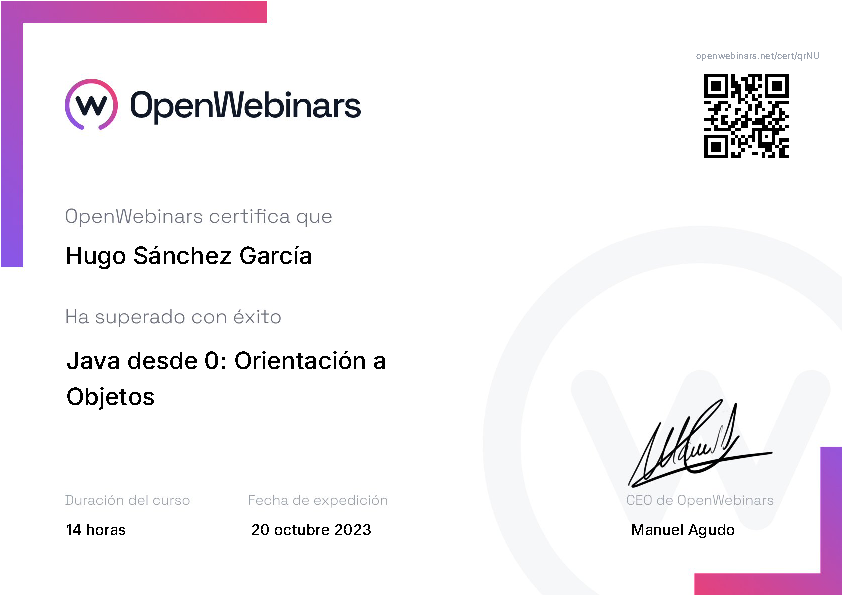 openwebinars.net/cert/qrNU
OpenWebinars
OpenWebinars certifica que
Hugo Sánchez García
Ha superado con éxito
Java desde 0: Orientación a
Objetos
Duración del curso
14 horas
Fecha de expedición
20 octubre 2023
CEO de OpenWebinars
Manuel Agudo